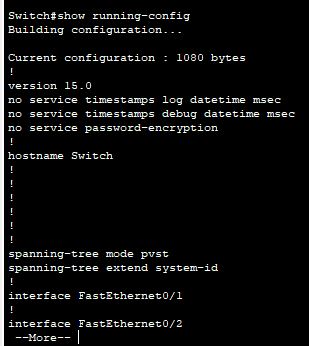 Switch#show running-config
Building configuration...
Current configuration : 1080 bytes
!
version 15.0
no service timestamps log datetime msec
no service timestamps debug datetime msec
no service password-encryption
!
hostname Switch
!
!
!
!
!
!
spanning-tree mode pvst
spanning-tree extend system-id
!
interface FastEthernet0/1
!
interface FastEthernet0/2
--More--